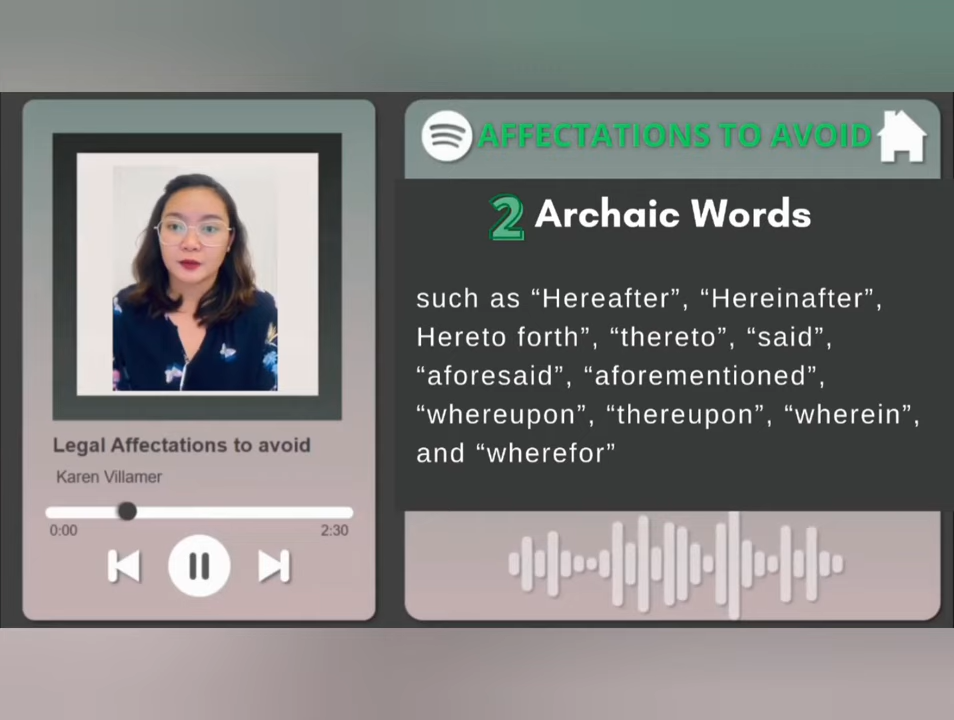 Legal Affectations to avoid
Karen Villamer
0:00
2:30
AFFECTATIONS TO AVOID
2 Archaic Words
such as “Hereafter”, “Hereinafter”,
Hereto forth”, “thereto”, “said”,
“aforesaid”, “aforementioned”,
“whereupon”, “thereupon”, “wherein”,
and “wherefor”